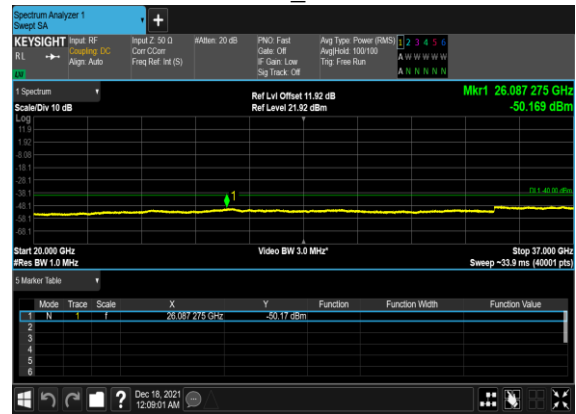 Spectrum Analyzer 1
Swept SA
+
KEYSIGHT Input: RF Input Z: 50 Ω #Atten: 20 dB PNO: Fast Avg Type: Power (RMS) 1 2 3 4 5 6
RL Coupling: DC Corr CCorr Gate: Off Avg|Hold: 100/100 A W W W W W
Align: Auto Freq Ref: Int (S) IF Gain: Low Trig: Free Run
Sig Track: Off A N N N N N
1 Spectrum Ref Lvl Offset 11.92 dB Mkr1 26.087 275 GHz
Scale/Div 10 dB Ref Level 21.92 dBm -50.169 dBm
Log
11.9
1.92
-8.08
-18.1
-28.1
-38.1 1 DL1 -40.00 dBm
-48.1
-58.1
-68.1
Start 20.000 GHz Video BW 3.0 MHz* Stop 37.000 GHz
#Res BW 1.0 MHz Sweep ~33.9 ms (40001 pts)
5 Marker Table
Mode Trace Scale X Y Function Function Width Function Value
1 N 1 f 26.087 275 GHz -50.17 dBm
2
3
4
5
6
? Dec 18, 2021
12:09:01 AM